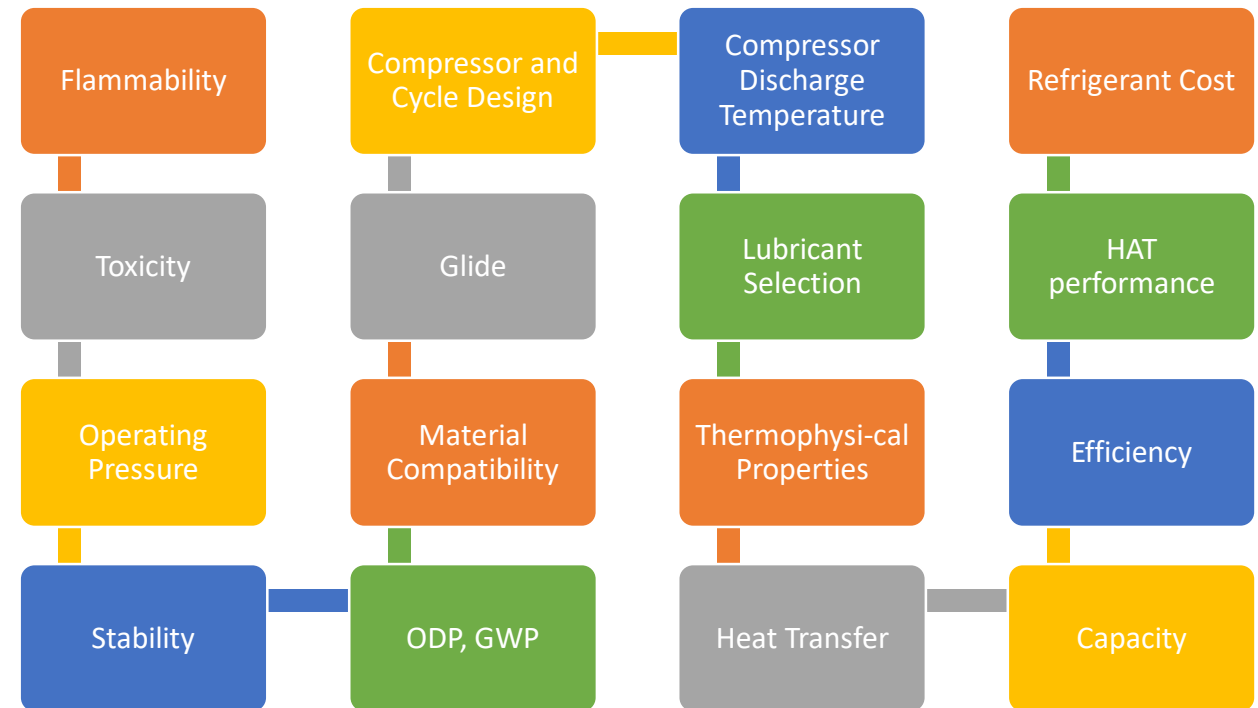 Flammability
Toxicity
Operating
Pressure
Stability
ODP, GWP
Material
Compatibility
Glide
Compressor and
Cycle Design
Compressor
Discharge
Temperature
Lubricant
Selection
Thermophysi-cal
Properties
Heat Transfer
Capacity
Efficiency
HAT
performance
Refrigerant Cost